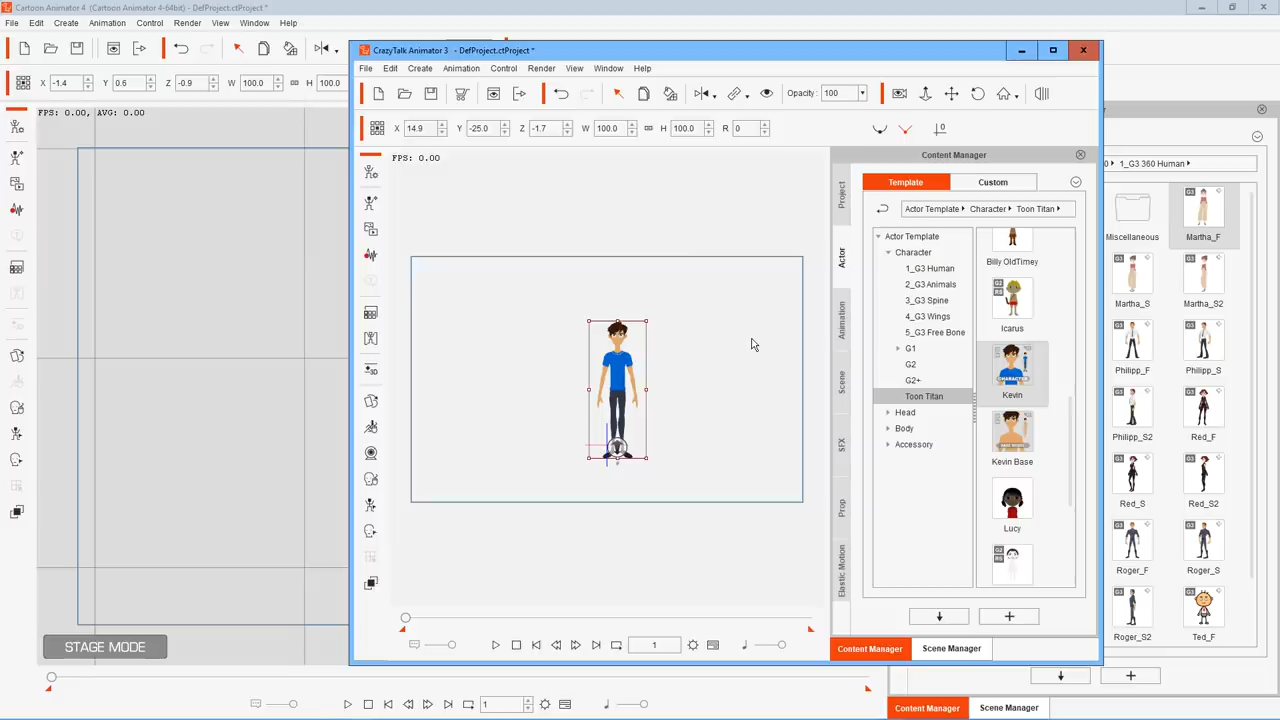 Cartoon Animator 4 (Cartoon Animator 4-64bit) - DefProject.ctProject *
File Edit Create Animation Control Render View Window Help
X -1.4 Y 0.6 Z -0.9 W 100.0 H 100.0
FPS: 0.00, AVG: 0.00
STAGE MODE
1
CrazyTalk Animator 3 - DefProject.ctProject *
File Edit Create Animation Control Render View Window Help
Opacity: 100
X 14.9 Y -25.0 Z -1.7 W 100.0 H 100.0 R 0
FPS: 0.00
3D
1
Content Manager
Template Custom
Actor Template Character Toon Titan
Project
Actor
Animation
Scene
SFX
Prop
Elastic Motion
Actor Template
Character
1_G3 Human
2_G3 Animals
3_G3 Spine
4_G3 Wings
5_G3 Free Bone
G1
G2
G2+
Toon Titan
Head
Body
Accessory
Billy OldTimey
Icarus
CHARACTER
Kevin
Kevin Base
Lucy
Content Manager Scene Manager
1_G3 360 Human
Miscellaneous Martha_F
Martha_S Martha_S2
Philipp_F Philipp_S
Philipp_S2 Red_F
Red_S Red_S2
Roger_F Roger_S
Roger_S2 Ted_F
Content Manager Scene Manager